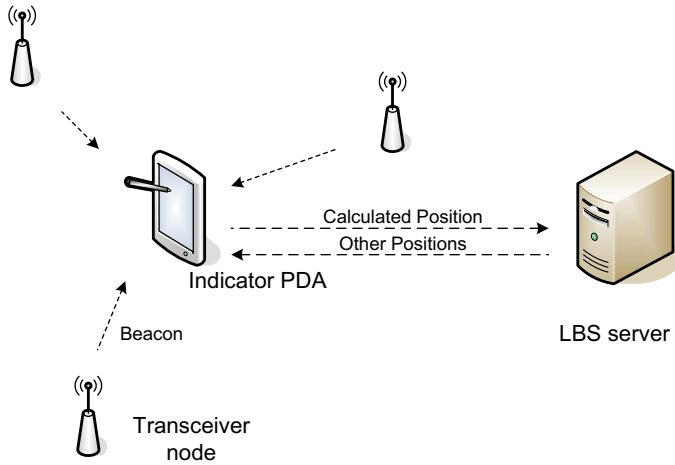 Calculated Position
Other Positions
Indicator PDA
Beacon
LBS server
Transceiver
node